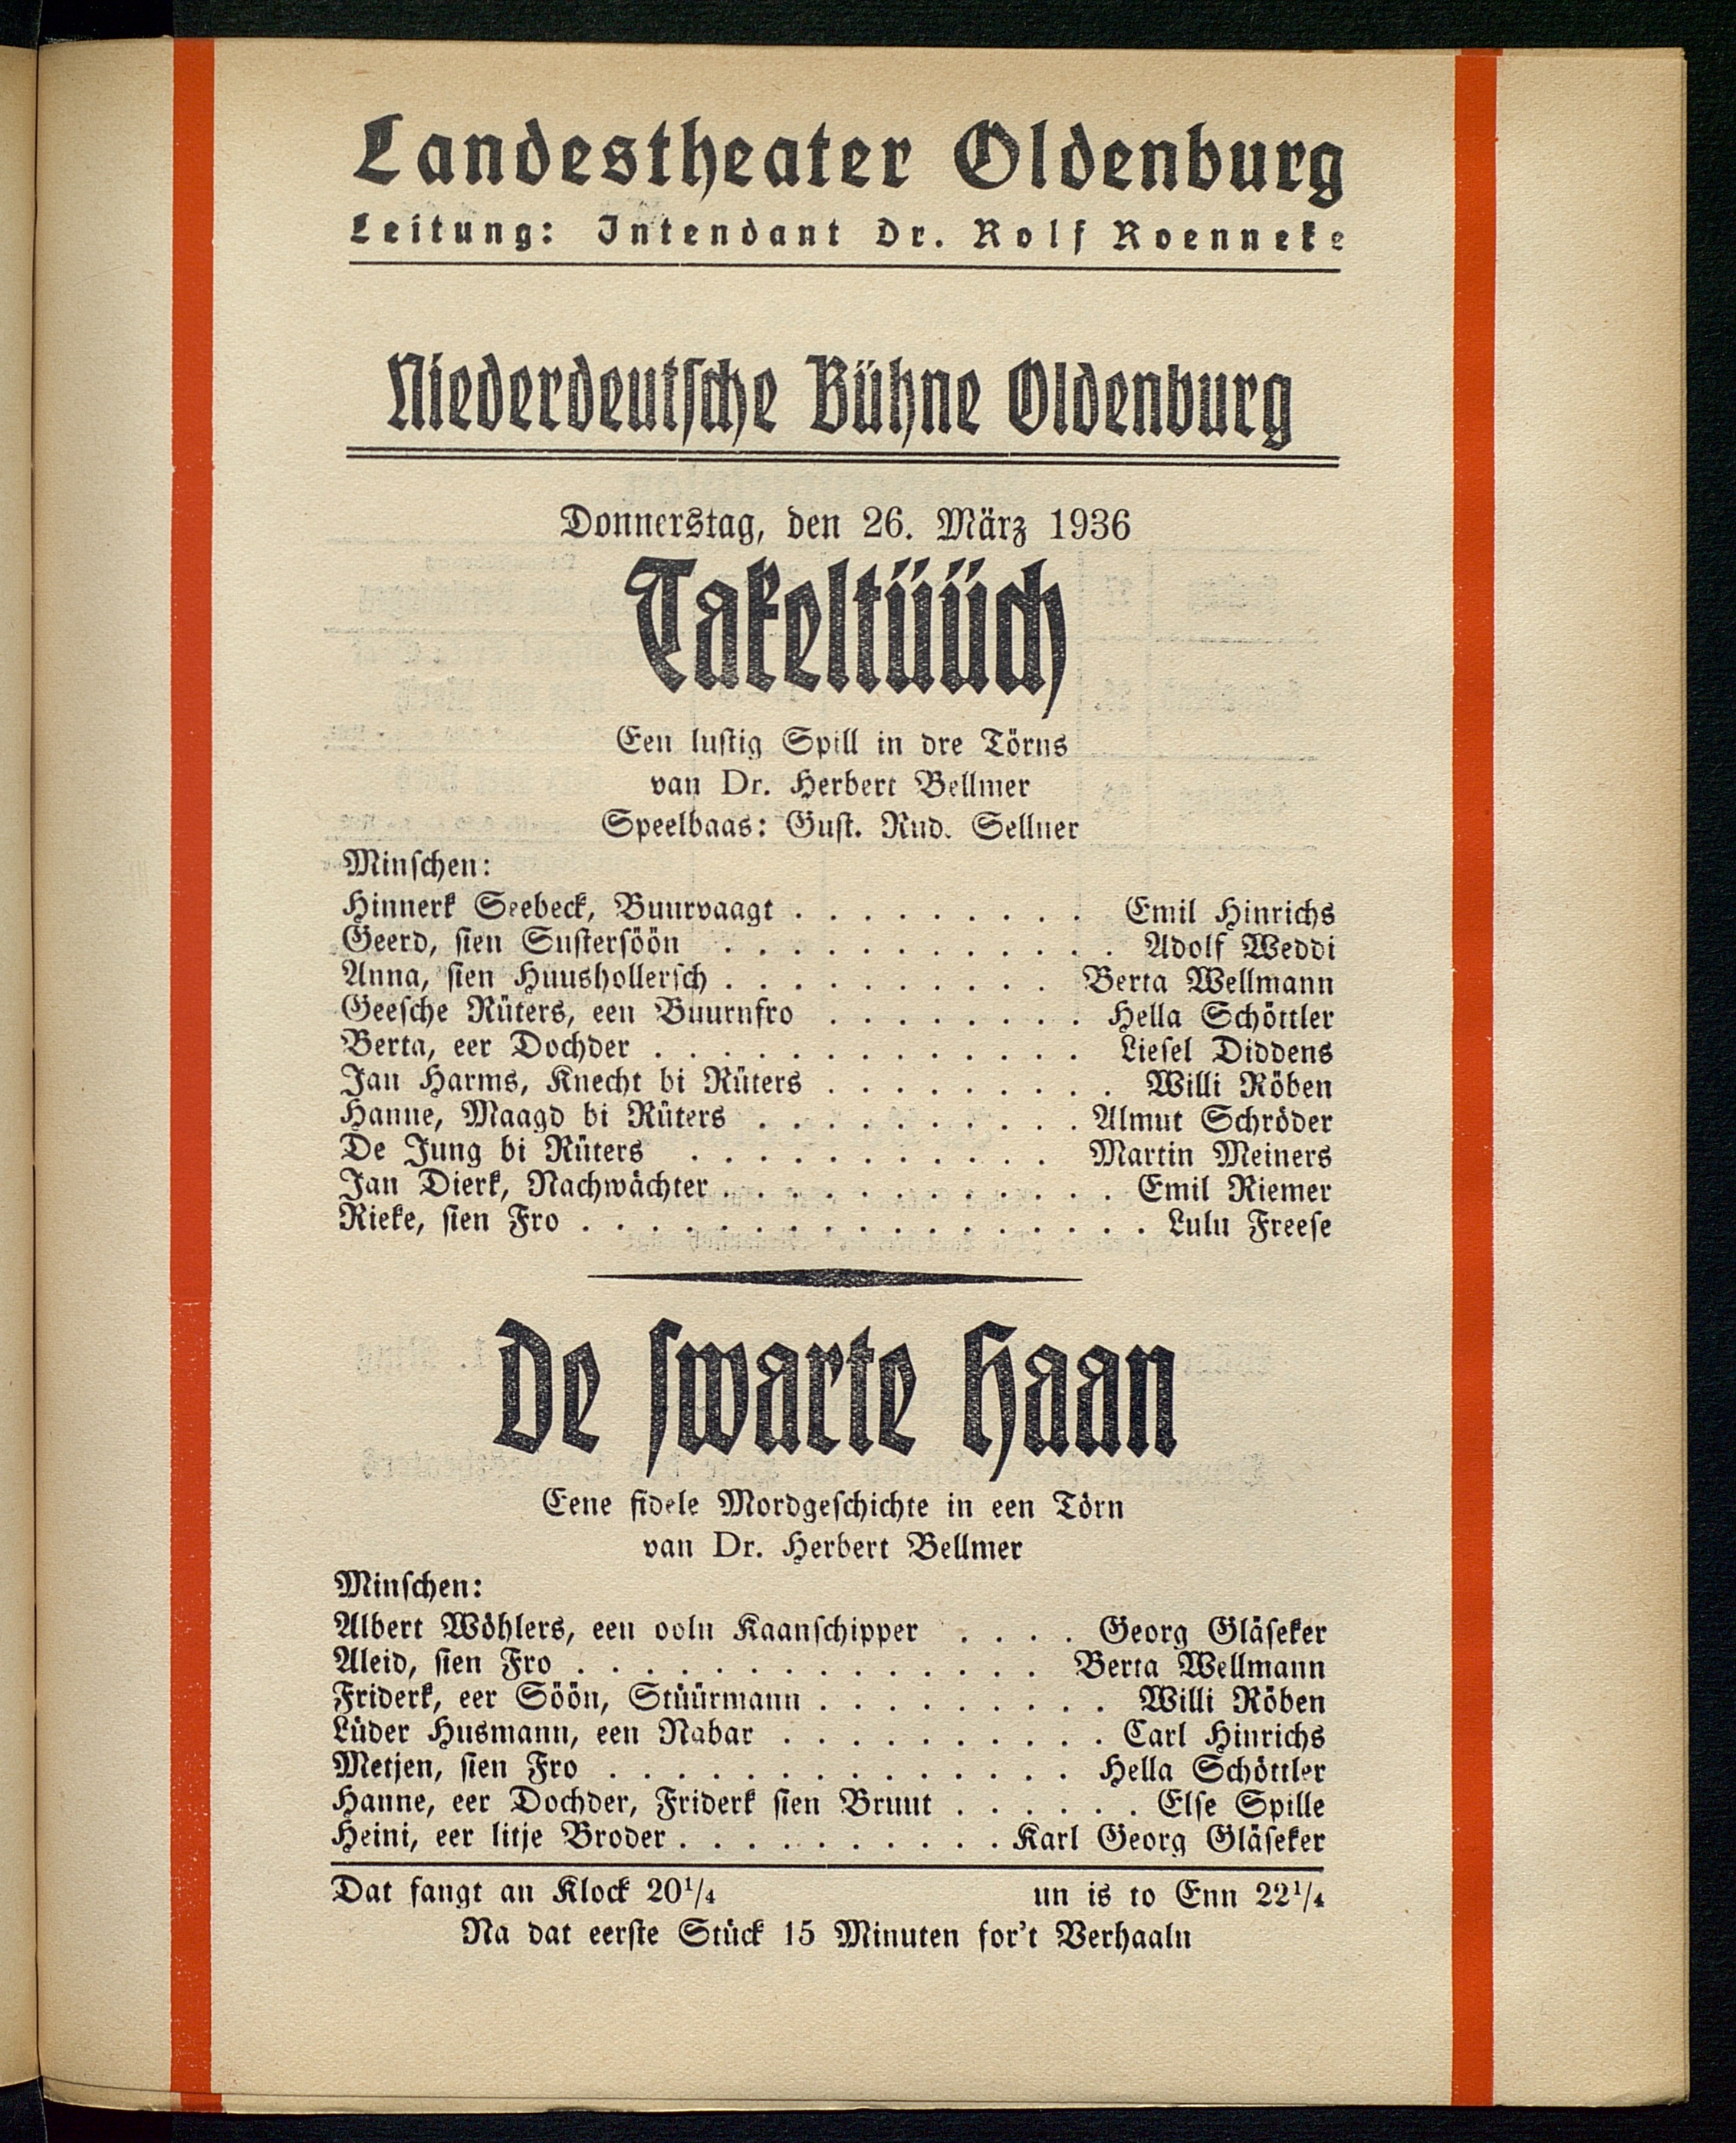 Landestheater Oldenburg
Leitung: Intendant Dr. Rolf Roenneke
Niederdeutsche Bühne Oldenburg
Donnerstag, den 26. März 1936
Takeltüüch
Een lustig Spill in dre Törns
van Dr. Herbert Bellmer
Speelbaas: Gust. Rud. Sellner
Minschen:
Hinnerk Seebeck, Buurvaagt . . . . . . . . . Emil Hinrichs
Geerd, sien Sustersöön . . . . . . . . . . . . Adolf Weddi
Anna, sien Huushollersch . . . . . . . . . . Berta Wellmann
Geesche Rüters, een Buurnfro . . . . . . . . Hella Schöttler
Berta, eer Dochder . . . . . . . . . . . . . Liesel Diddens
Jan Harms, Knecht bi Rüters . . . . . . . . . Willi Röben
Hanne, Maagd bi Rüters . . . . . . . . . . Almut Schröder
De Jung bi Rüters . . . . . . . . . . . Martin Meiners
Jan Dierk, Nachwächter . . . . . . . . . . . . Emil Riemer
Rieke, sien Fro . . . . . . . . . . . . . . . . . Lulu Freese
De swarte Haan
Eene fidele Mordgeschichte in een Törn
van Dr. Herbert Bellmer
Minschen:
Albert Wöhlers, een ooln Kaanschipper . . . . Georg Gläseker
Aleid, sien Fro . . . . . . . . . . . . . . Berta Wellmann
Friderk, eer Söön, Stüürmann . . . . . . . . . Willi Röben
Lüder Husmann, een Nabar . . . . . . . . . . Carl Hinrichs
Metjen, sien Fro . . . . . . . . . . . . . . Hella Schöttler
Hanne, eer Dochder, Friderk sien Bruut . . . . . . Else Spille
Heini, eer litje Broder . . . . . . . . . . Karl Georg Gläseker
Dat fangt an Klock 20¹/₄ un is to Enn 22¹/₄
Na dat eerste Stück 15 Minuten for't Verhaaln